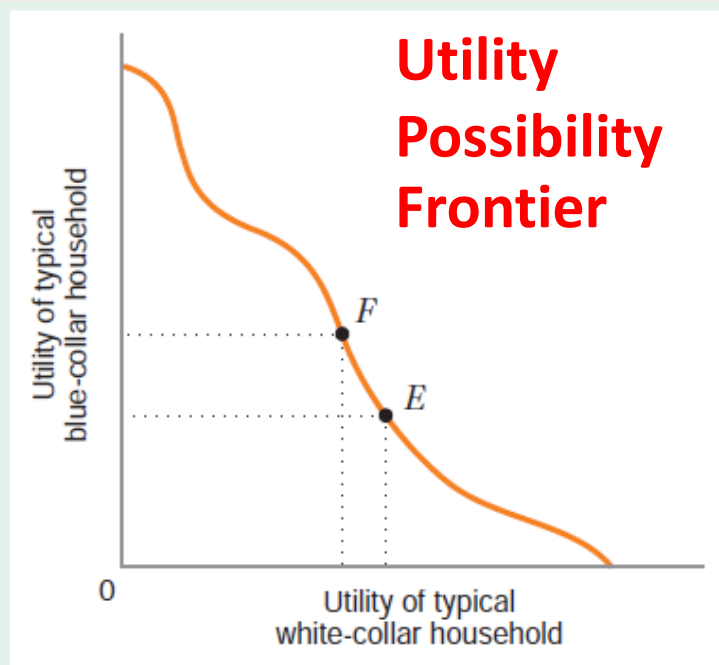 Utility
Possibility
Frontier
Utility of typical
blue-collar household
F
E
0
Utility of typical
white-collar household